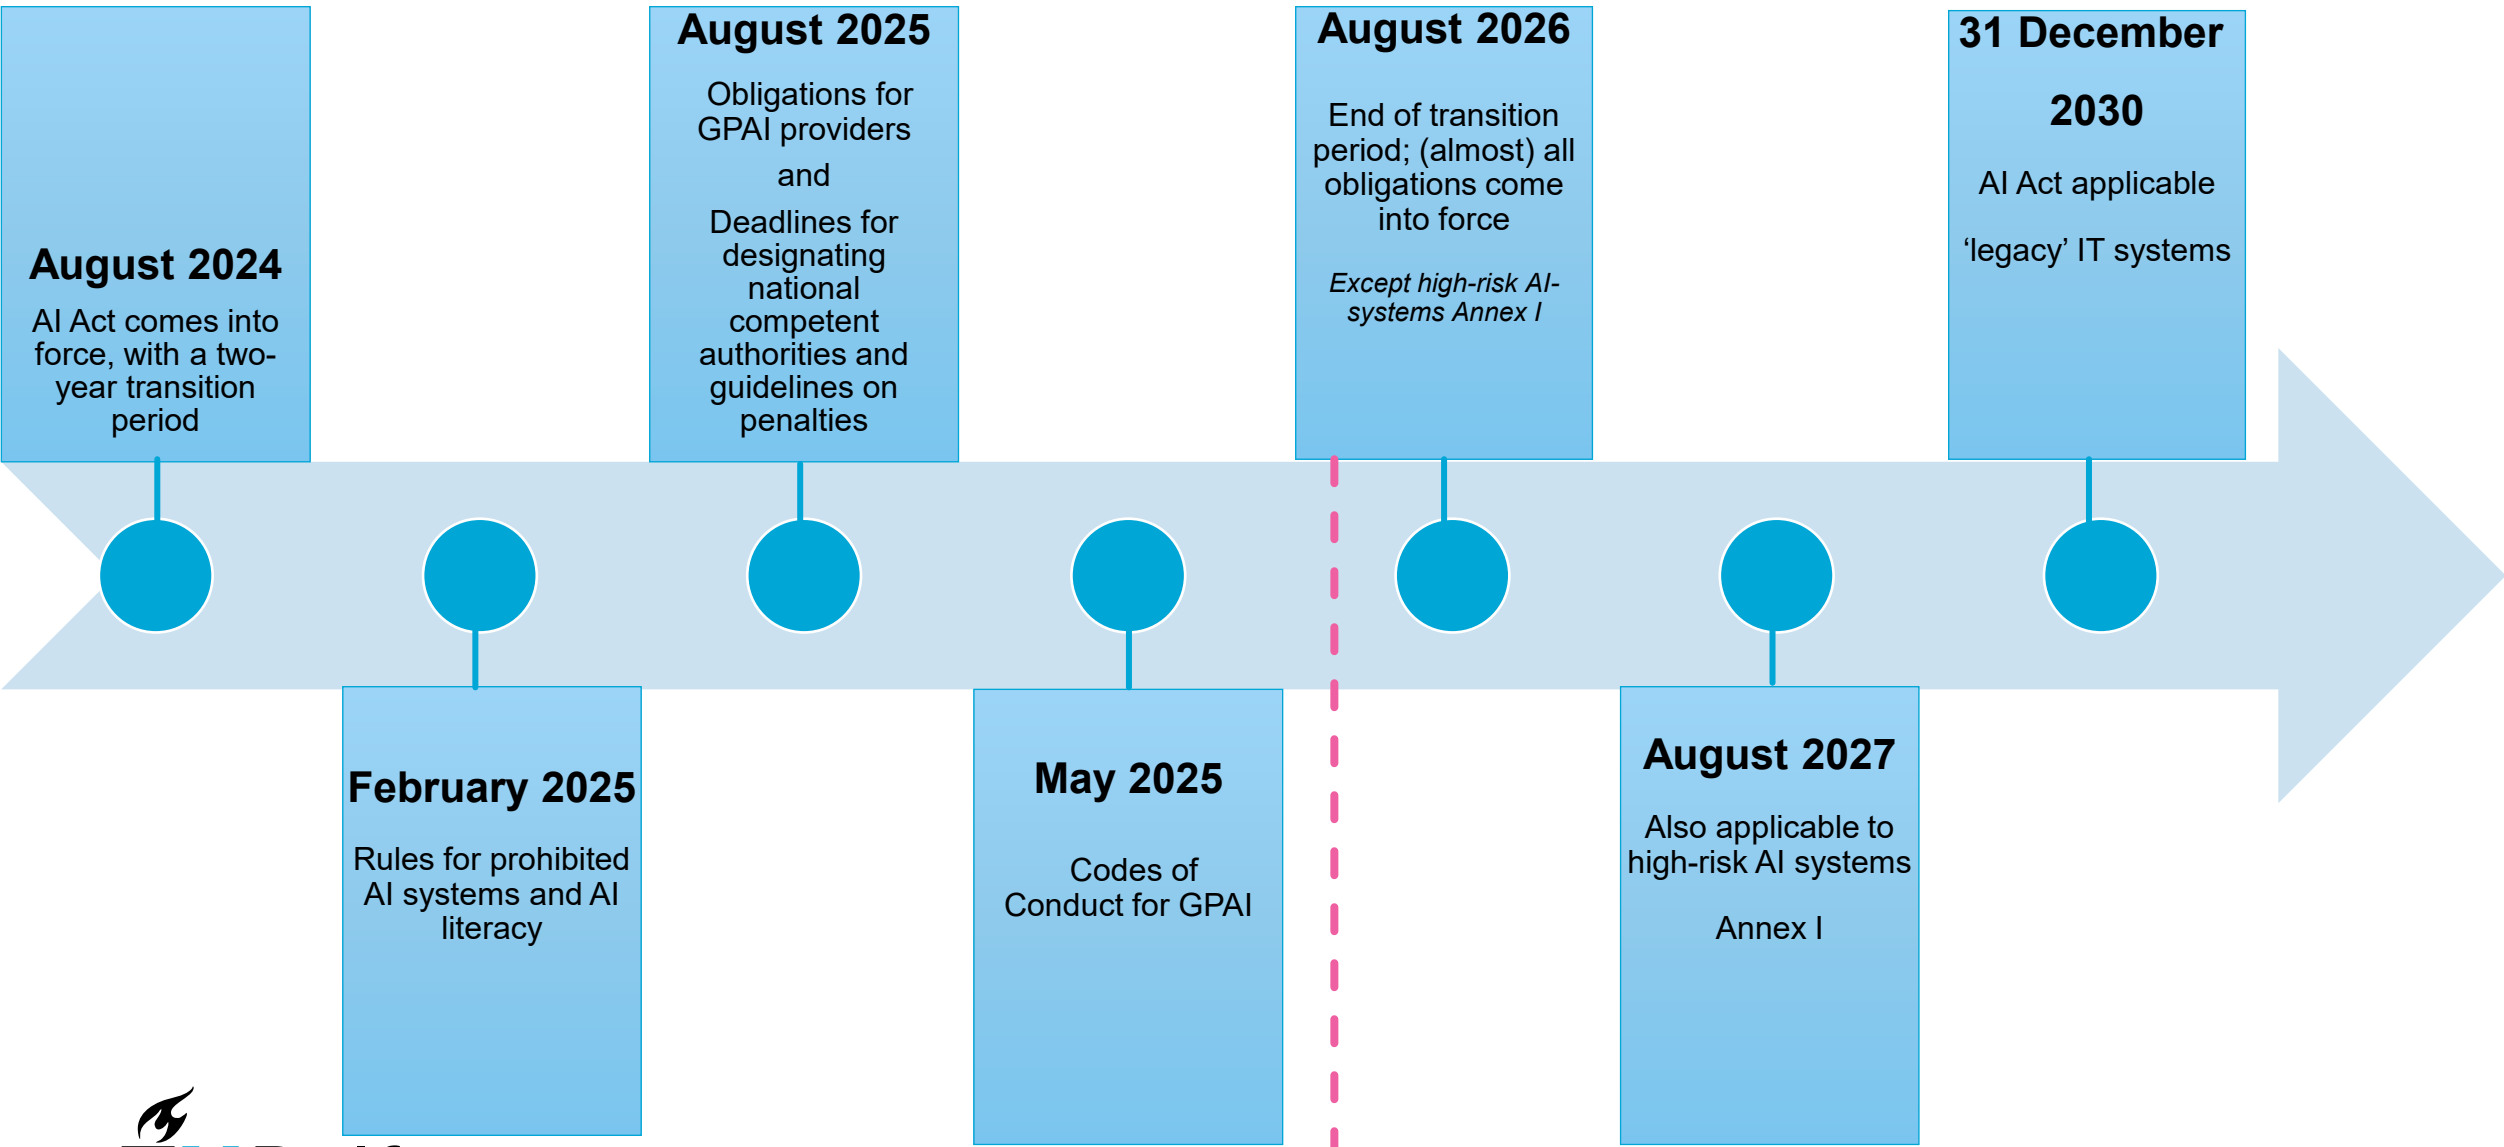 August 2024
AI Act comes into
force, with a two-
year transition
period
February 2025
Rules for prohibited
AI systems and AI
literacy
August 2025
Obligations for
GPAI providers
and
Deadlines for
designating
national
competent
authorities and
guidelines on
penalties
May 2025
Codes of
Conduct for GPAI
August 2026
End of transition
period; (almost) all
obligations come
into force
Except high-risk AI-
systems Annex I
August 2027
Also applicable to
high-risk AI systems
Annex I
31 December
2030
AI Act applicable
‘legacy’ IT systems